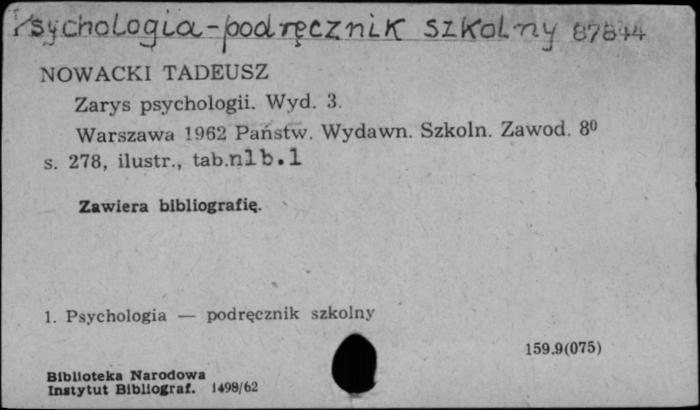 Psychologia-podręcznik szkolny 87844
NOWACKI TADEUSZ
Zarys psychologii. Wyd. 3.
Warszawa 1962 Państw. Wydawn. Szkoln. Zawod. 8⁰
s. 278, ilustr., tab.nlb.1
Zawiera bibliografię.
1. Psychologia — podręcznik szkolny
159.9(075)
Biblioteka Narodowa
Instytut Bibliograf. 1498/62